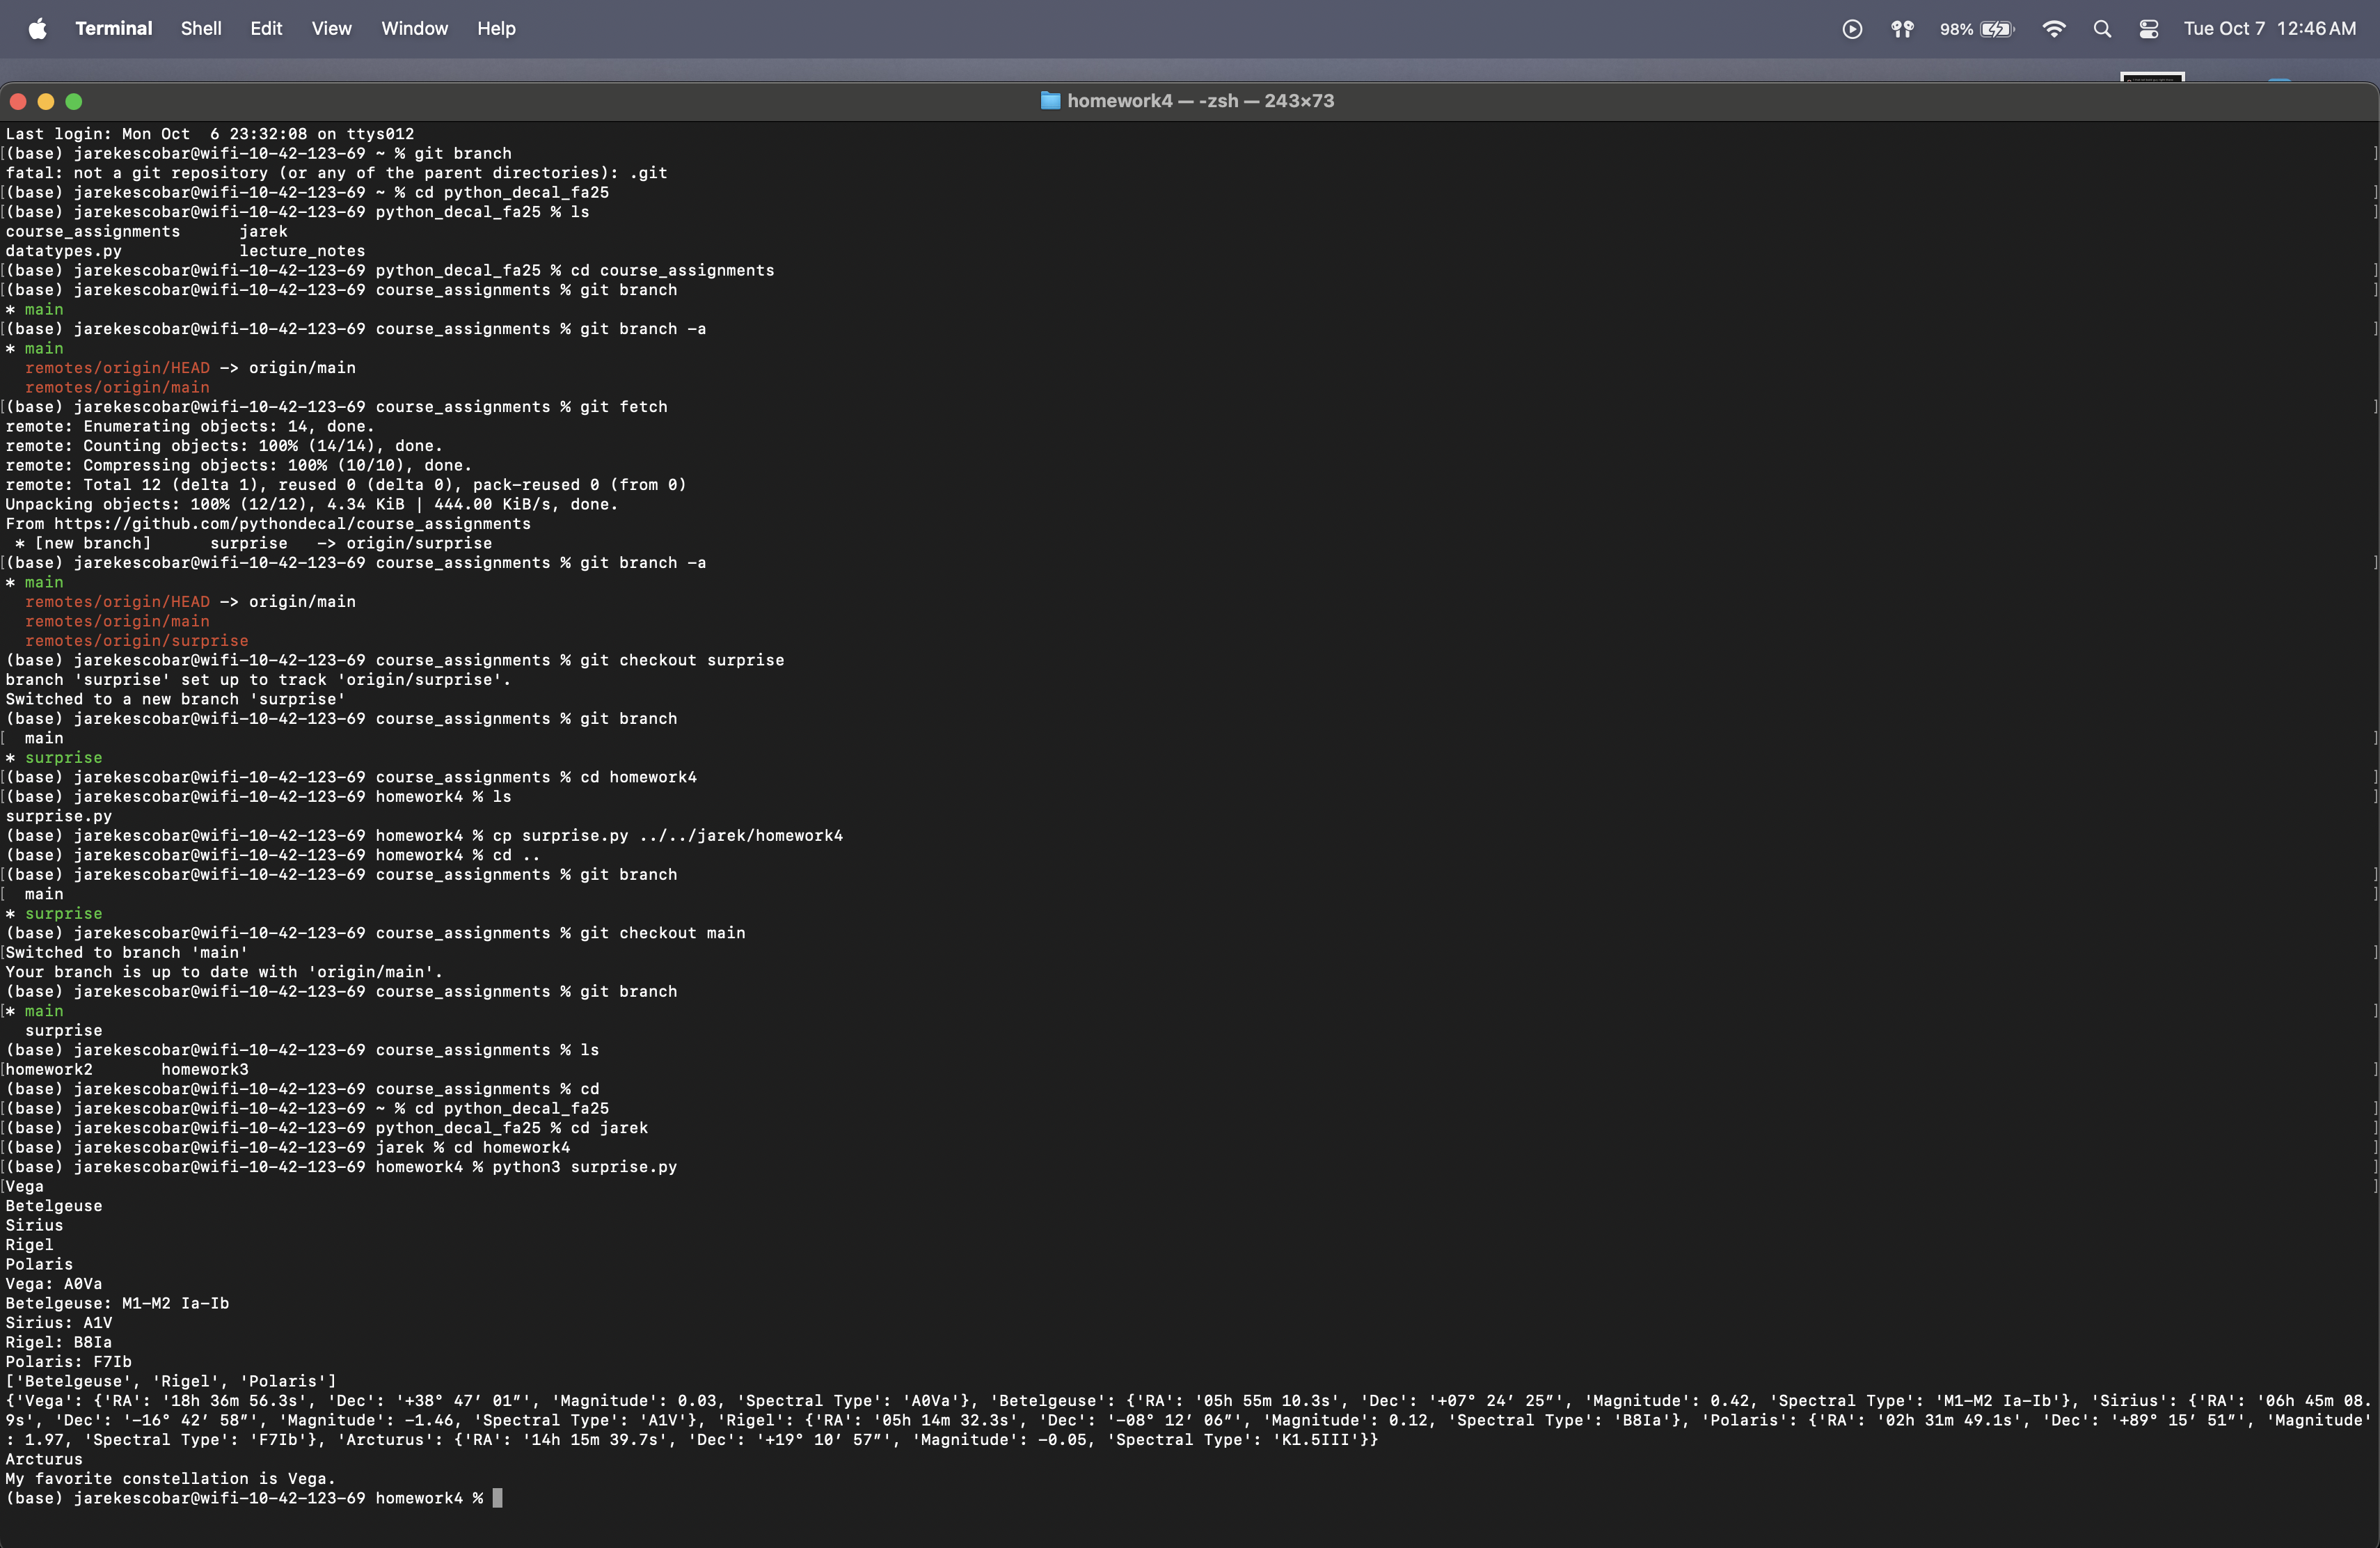 Terminal Shell Edit View Window Help 98% Tue Oct 7 12:46 AM
homework4 — -zsh — 243×73
Last login: Mon Oct  6 23:32:08 on ttys012
[(base) jarekescobar@wifi-10-42-123-69 ~ % git branch ]
fatal: not a git repository (or any of the parent directories): .git
[(base) jarekescobar@wifi-10-42-123-69 ~ % cd python_decal_fa25 ]
[(base) jarekescobar@wifi-10-42-123-69 python_decal_fa25 % ls ]
course_assignments      jarek
datatypes.py            lecture_notes
[(base) jarekescobar@wifi-10-42-123-69 python_decal_fa25 % cd course_assignments ]
[(base) jarekescobar@wifi-10-42-123-69 course_assignments % git branch ]
* main
[(base) jarekescobar@wifi-10-42-123-69 course_assignments % git branch -a ]
* main
  remotes/origin/HEAD -> origin/main
  remotes/origin/main
[(base) jarekescobar@wifi-10-42-123-69 course_assignments % git fetch ]
remote: Enumerating objects: 14, done.
remote: Counting objects: 100% (14/14), done.
remote: Compressing objects: 100% (10/10), done.
remote: Total 12 (delta 1), reused 0 (delta 0), pack-reused 0 (from 0)
Unpacking objects: 100% (12/12), 4.34 KiB | 444.00 KiB/s, done.
From https://github.com/pythondecal/course_assignments
 * [new branch]      surprise   -> origin/surprise
[(base) jarekescobar@wifi-10-42-123-69 course_assignments % git branch -a ]
* main
  remotes/origin/HEAD -> origin/main
  remotes/origin/main
  remotes/origin/surprise
(base) jarekescobar@wifi-10-42-123-69 course_assignments % git checkout surprise
branch 'surprise' set up to track 'origin/surprise'.
Switched to a new branch 'surprise'
(base) jarekescobar@wifi-10-42-123-69 course_assignments % git branch
[  main ]
* surprise
[(base) jarekescobar@wifi-10-42-123-69 course_assignments % cd homework4 ]
[(base) jarekescobar@wifi-10-42-123-69 homework4 % ls ]
surprise.py
(base) jarekescobar@wifi-10-42-123-69 homework4 % cp surprise.py ../../jarek/homework4
(base) jarekescobar@wifi-10-42-123-69 homework4 % cd ..
[(base) jarekescobar@wifi-10-42-123-69 course_assignments % git branch ]
[  main ]
* surprise
(base) jarekescobar@wifi-10-42-123-69 course_assignments % git checkout main
[Switched to branch 'main' ]
Your branch is up to date with 'origin/main'.
(base) jarekescobar@wifi-10-42-123-69 course_assignments % git branch
[* main ]
  surprise
(base) jarekescobar@wifi-10-42-123-69 course_assignments % ls
[homework2       homework3 ]
(base) jarekescobar@wifi-10-42-123-69 course_assignments % cd
[(base) jarekescobar@wifi-10-42-123-69 ~ % cd python_decal_fa25 ]
[(base) jarekescobar@wifi-10-42-123-69 python_decal_fa25 % cd jarek ]
[(base) jarekescobar@wifi-10-42-123-69 jarek % cd homework4 ]
[(base) jarekescobar@wifi-10-42-123-69 homework4 % python3 surprise.py ]
[Vega ]
Betelgeuse
Sirius
Rigel
Polaris
Vega: A0Va
Betelgeuse: M1–M2 Ia–Ib
Sirius: A1V
Rigel: B8Ia
Polaris: F7Ib
['Betelgeuse', 'Rigel', 'Polaris']
{'Vega': {'RA': '18h 36m 56.3s', 'Dec': '+38° 47′ 01″', 'Magnitude': 0.03, 'Spectral Type': 'A0Va'}, 'Betelgeuse': {'RA': '05h 55m 10.3s', 'Dec': '+07° 24′ 25″', 'Magnitude': 0.42, 'Spectral Type': 'M1–M2 Ia–Ib'}, 'Sirius': {'RA': '06h 45m 08.
9s', 'Dec': '−16° 42′ 58″', 'Magnitude': -1.46, 'Spectral Type': 'A1V'}, 'Rigel': {'RA': '05h 14m 32.3s', 'Dec': '−08° 12′ 06″', 'Magnitude': 0.12, 'Spectral Type': 'B8Ia'}, 'Polaris': {'RA': '02h 31m 49.1s', 'Dec': '+89° 15′ 51″', 'Magnitude'
: 1.97, 'Spectral Type': 'F7Ib'}, 'Arcturus': {'RA': '14h 15m 39.7s', 'Dec': '+19° 10′ 57″', 'Magnitude': -0.05, 'Spectral Type': 'K1.5III'}}
Arcturus
My favorite constellation is Vega.
(base) jarekescobar@wifi-10-42-123-69 homework4 %